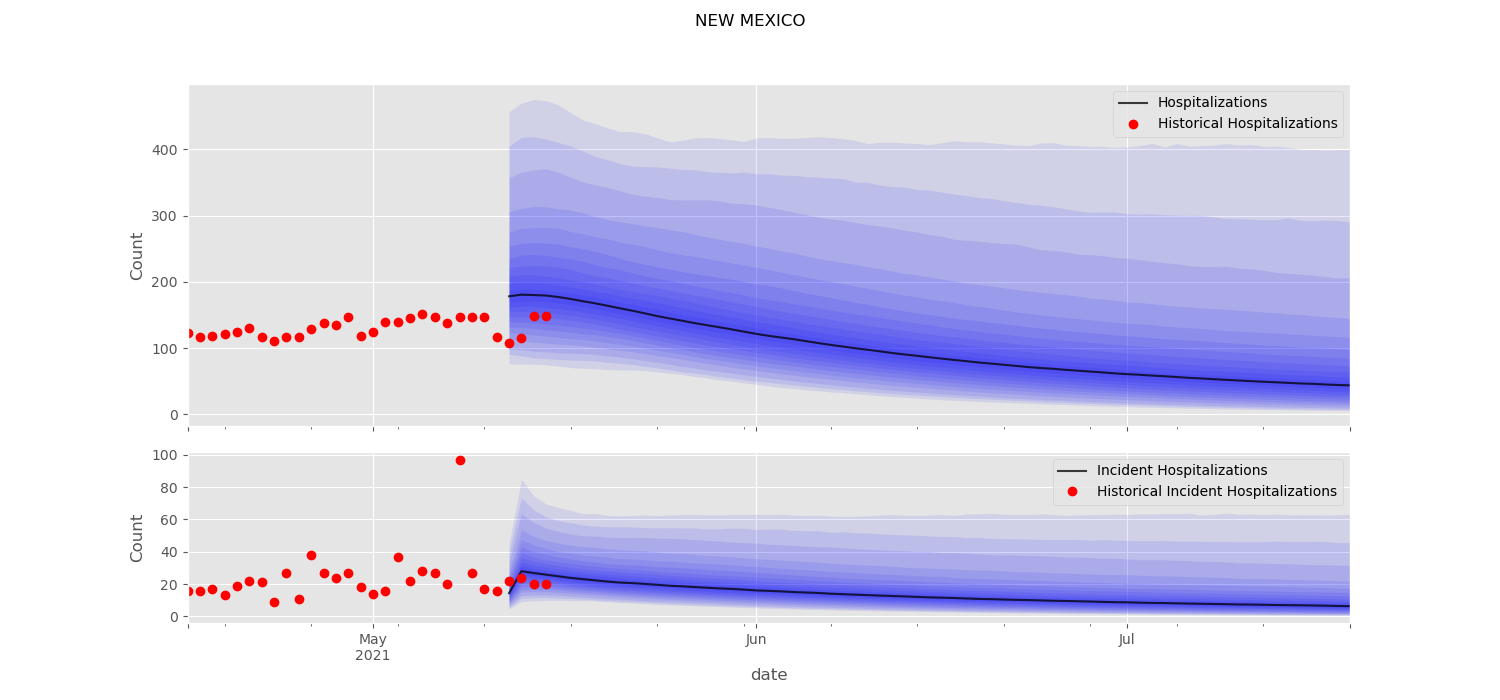 NEW MEXICO
Hospitalizations
Historical Hospitalizations
Count
400
300
200
100
0
Incident Hospitalizations
Historical Incident Hospitalizations
Count
100
80
60
40
20
0
May
2021
Jun
Jul
date